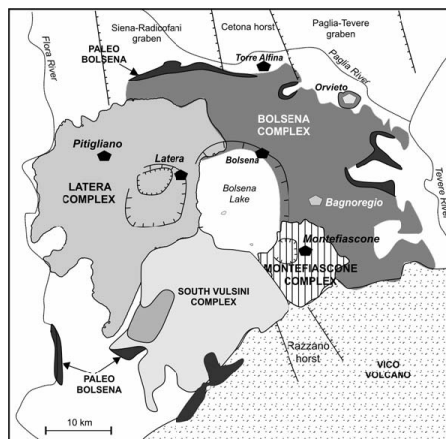 Siena-Radicofani
graben
Cetona horst
Paglia-Tevere
graben
Fiora River
PALEO
BOLSENA
Torre Alfina
Paglia River
Orvieto
BOLSENA
COMPLEX
Pitigliano
Latera
Bolsena
Tevere River
LATERA
COMPLEX
Bolsena
Lake
Bagnoregio
Montefiascone
MONTEFIASCONE
COMPLEX
SOUTH VULSINI
COMPLEX
Razzano
horst
VICO
VOLCANO
PALEO
BOLSENA
10 km